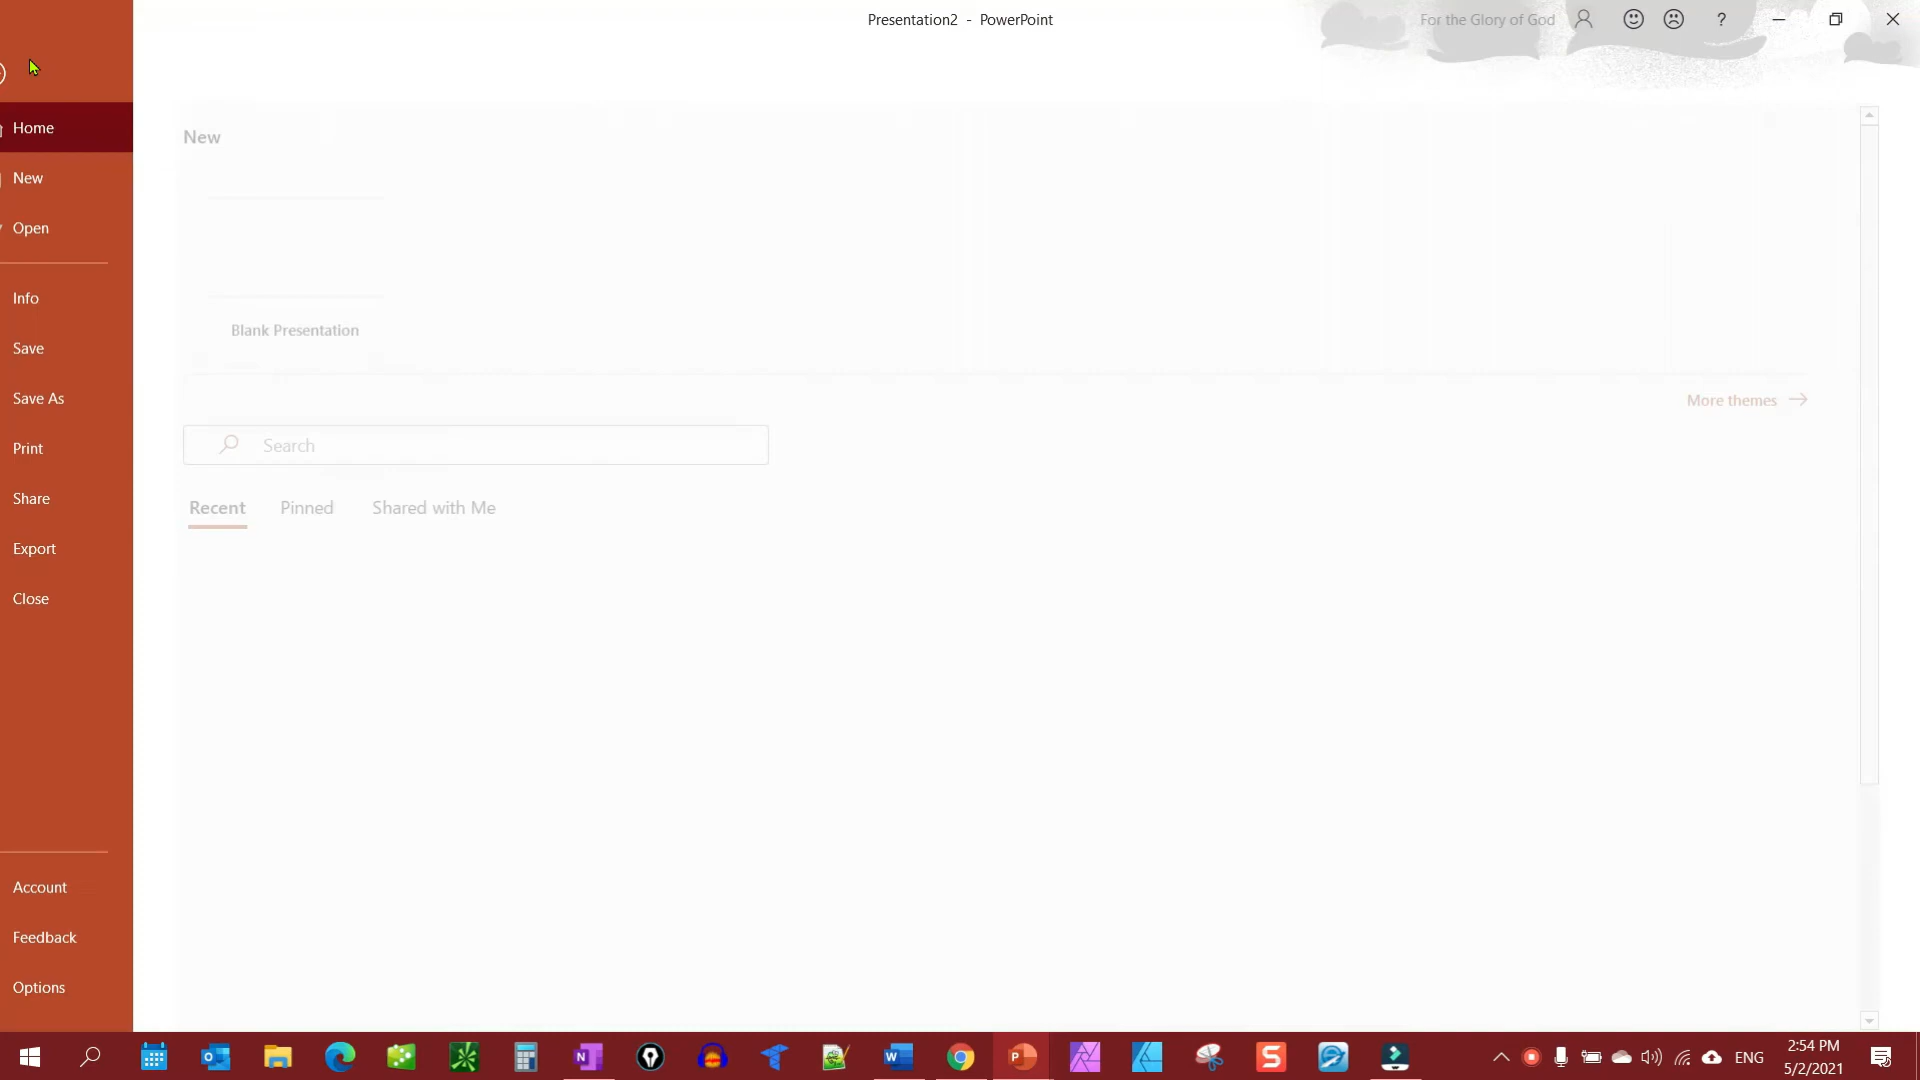 Presentation2 - PowerPoint
For the Glory of God
?
Home
New
Open
Info
Save
Save As
Print
Share
Export
Close
Account
Feedback
Options
New
Blank Presentation
More themes
Search
Recent Pinned Shared with Me
ENG
2:54 PM
5/2/2021